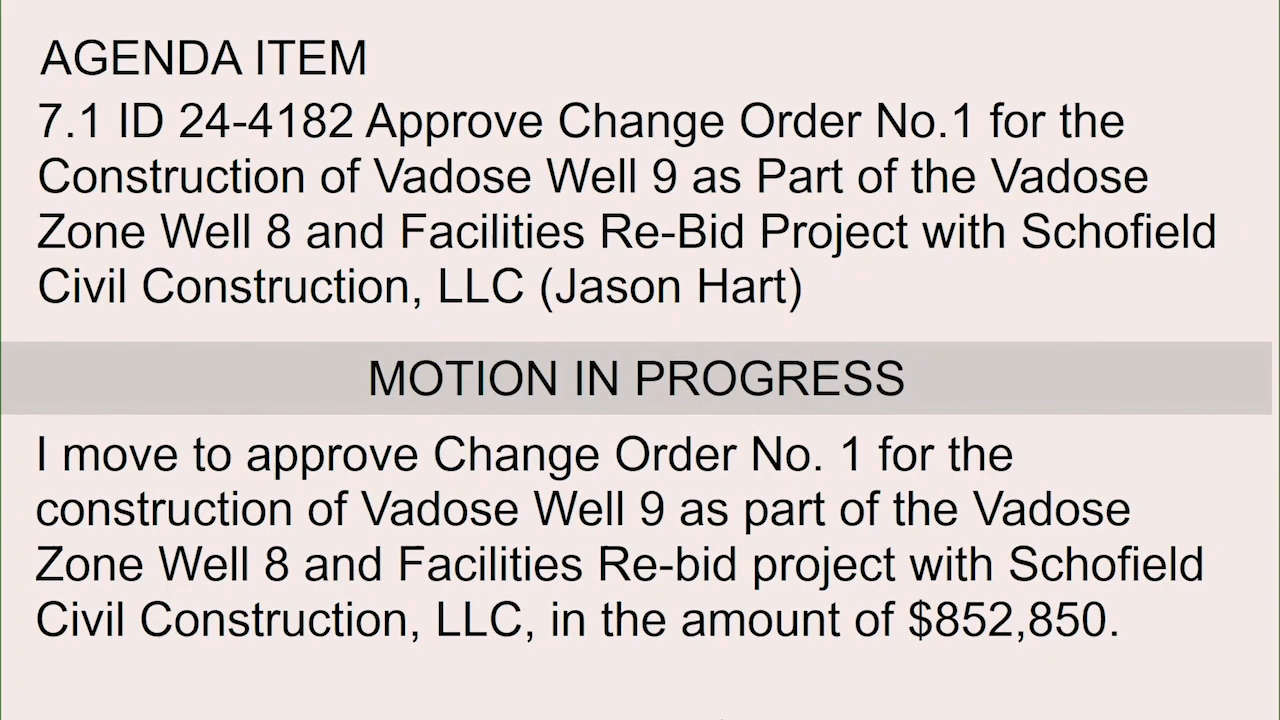 AGENDA ITEM
7.1 ID 24-4182 Approve Change Order No.1 for the
Construction of Vadose Well 9 as Part of the Vadose
Zone Well 8 and Facilities Re-Bid Project with Schofield
Civil Construction, LLC (Jason Hart)
MOTION IN PROGRESS
I move to approve Change Order No. 1 for the
construction of Vadose Well 9 as part of the Vadose
Zone Well 8 and Facilities Re-bid project with Schofield
Civil Construction, LLC, in the amount of $852,850.